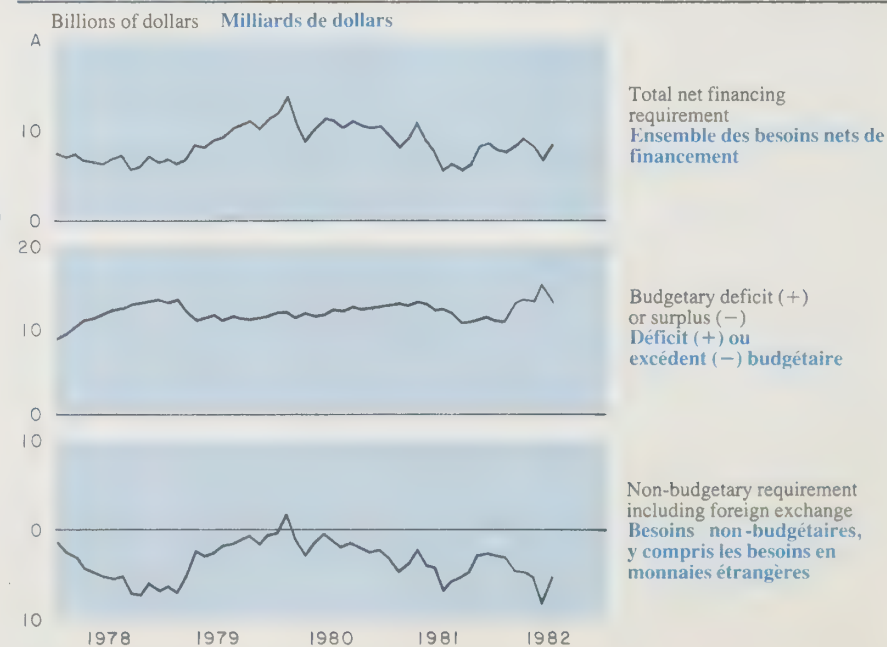 Billions of dollars Milliards de dollars
A
10
0
Total net financing
requirement
Ensemble des besoins nets de
financement
20
10
0
Budgetary deficit (+)
or surplus (−)
Déficit (+) ou
excédent (−) budgétaire
10
0
10
Non-budgetary requirement
including foreign exchange
Besoins non-budgétaires,
y compris les besoins en
monnaies étrangères
1978 1979 1980 1981 1982